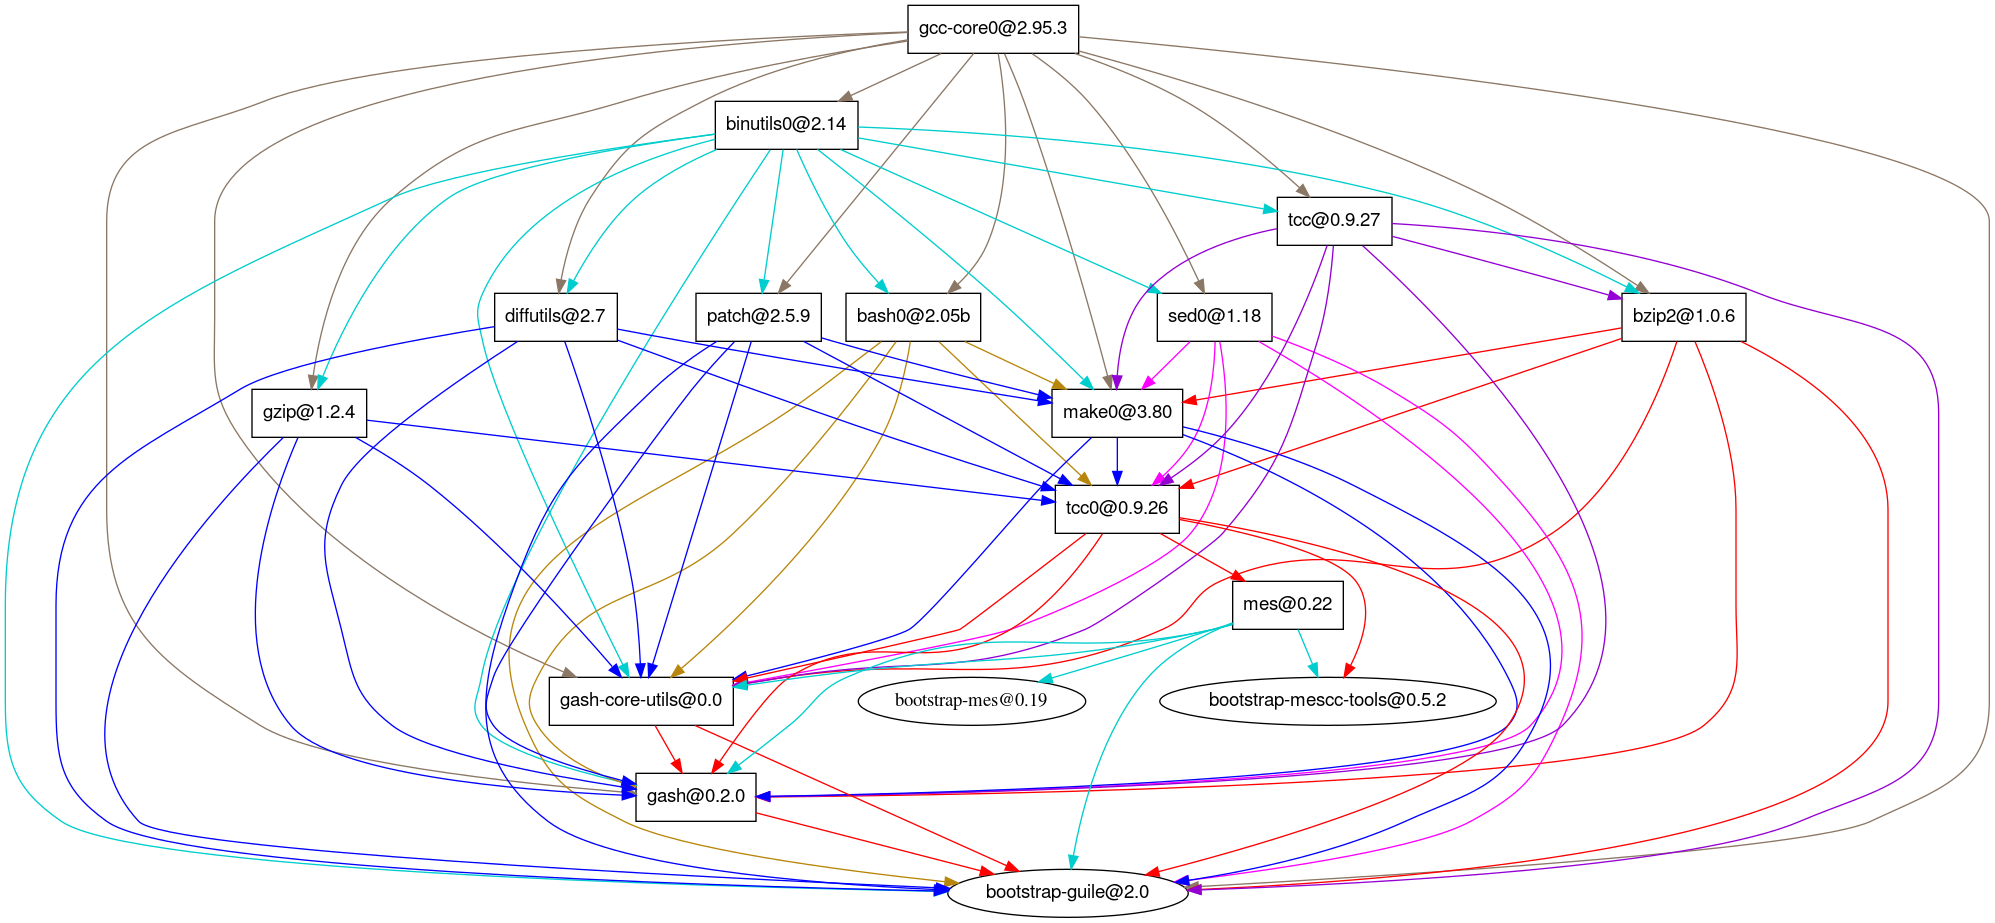 gcc-core0@2.95.3
binutils0@2.14
tcc@0.9.27
diffutils@2.7
patch@2.5.9
bash0@2.05b
sed0@1.18
bzip2@1.0.6
gzip@1.2.4
make0@3.80
tcc0@0.9.26
mes@0.22
gash-core-utils@0.0
bootstrap-mes@0.19
bootstrap-mescc-tools@0.5.2
gash@0.2.0
bootstrap-guile@2.0